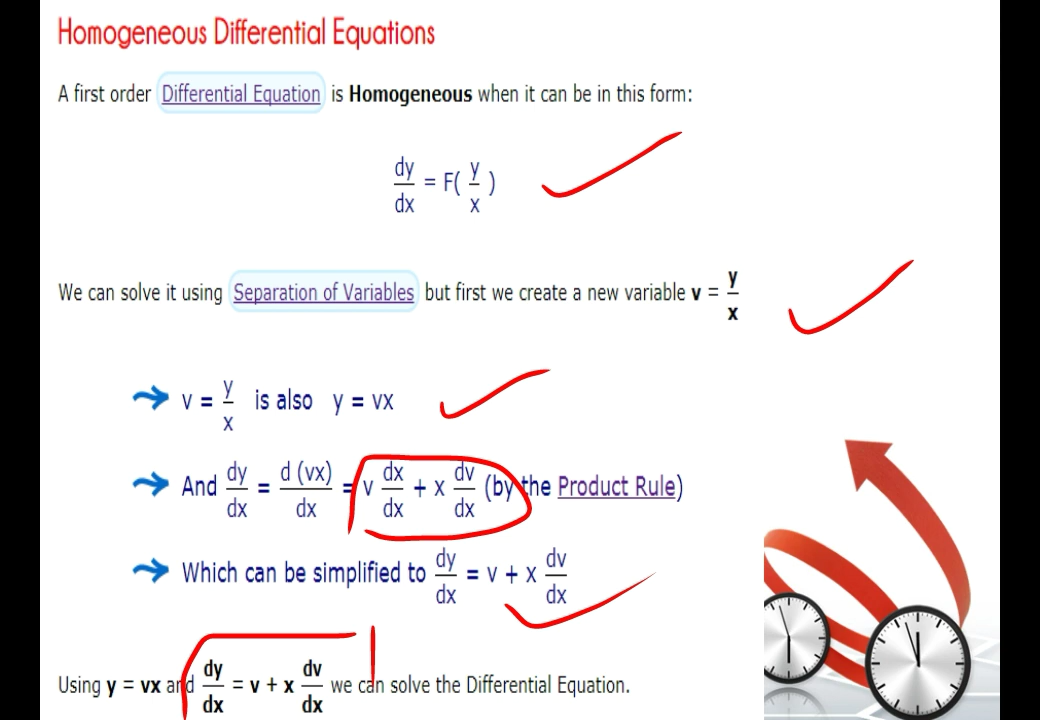 Homogeneous Differential Equations
A first order Differential Equation is Homogeneous when it can be in this form:
dy/dx = F( y/x )
We can solve it using Separation of Variables but first we create a new variable v = y/x
v = y/x is also y = vx
And dy/dx = d (vx)/dx = v dx/dx + x dv/dx (by the Product Rule)
Which can be simplified to dy/dx = v + x dv/dx
Using y = vx and dy/dx = v + x dv/dx we can solve the Differential Equation.